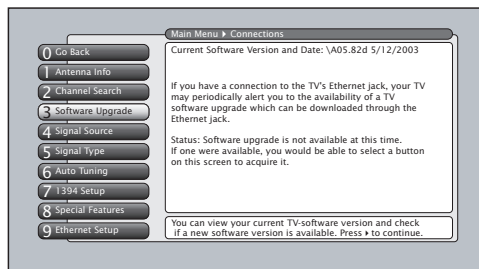 Main Menu ▸ Connections
0 Go Back
1 Antenna Info
2 Channel Search
3 Software Upgrade
4 Signal Source
5 Signal Type
6 Auto Tuning
7 1394 Setup
8 Special Features
9 Ethernet Setup
Current Software Version and Date: \A05.82d 5/12/2003
If you have a connection to the TV's Ethernet jack, your TV
may periodically alert you to the availability of a TV
software upgrade which can be downloaded through the
Ethernet jack.
Status: Software upgrade is not available at this time.
If one were available, you would be able to select a button
on this screen to acquire it.
You can view your current TV-software version and check
if a new software version is available. Press ▸ to continue.